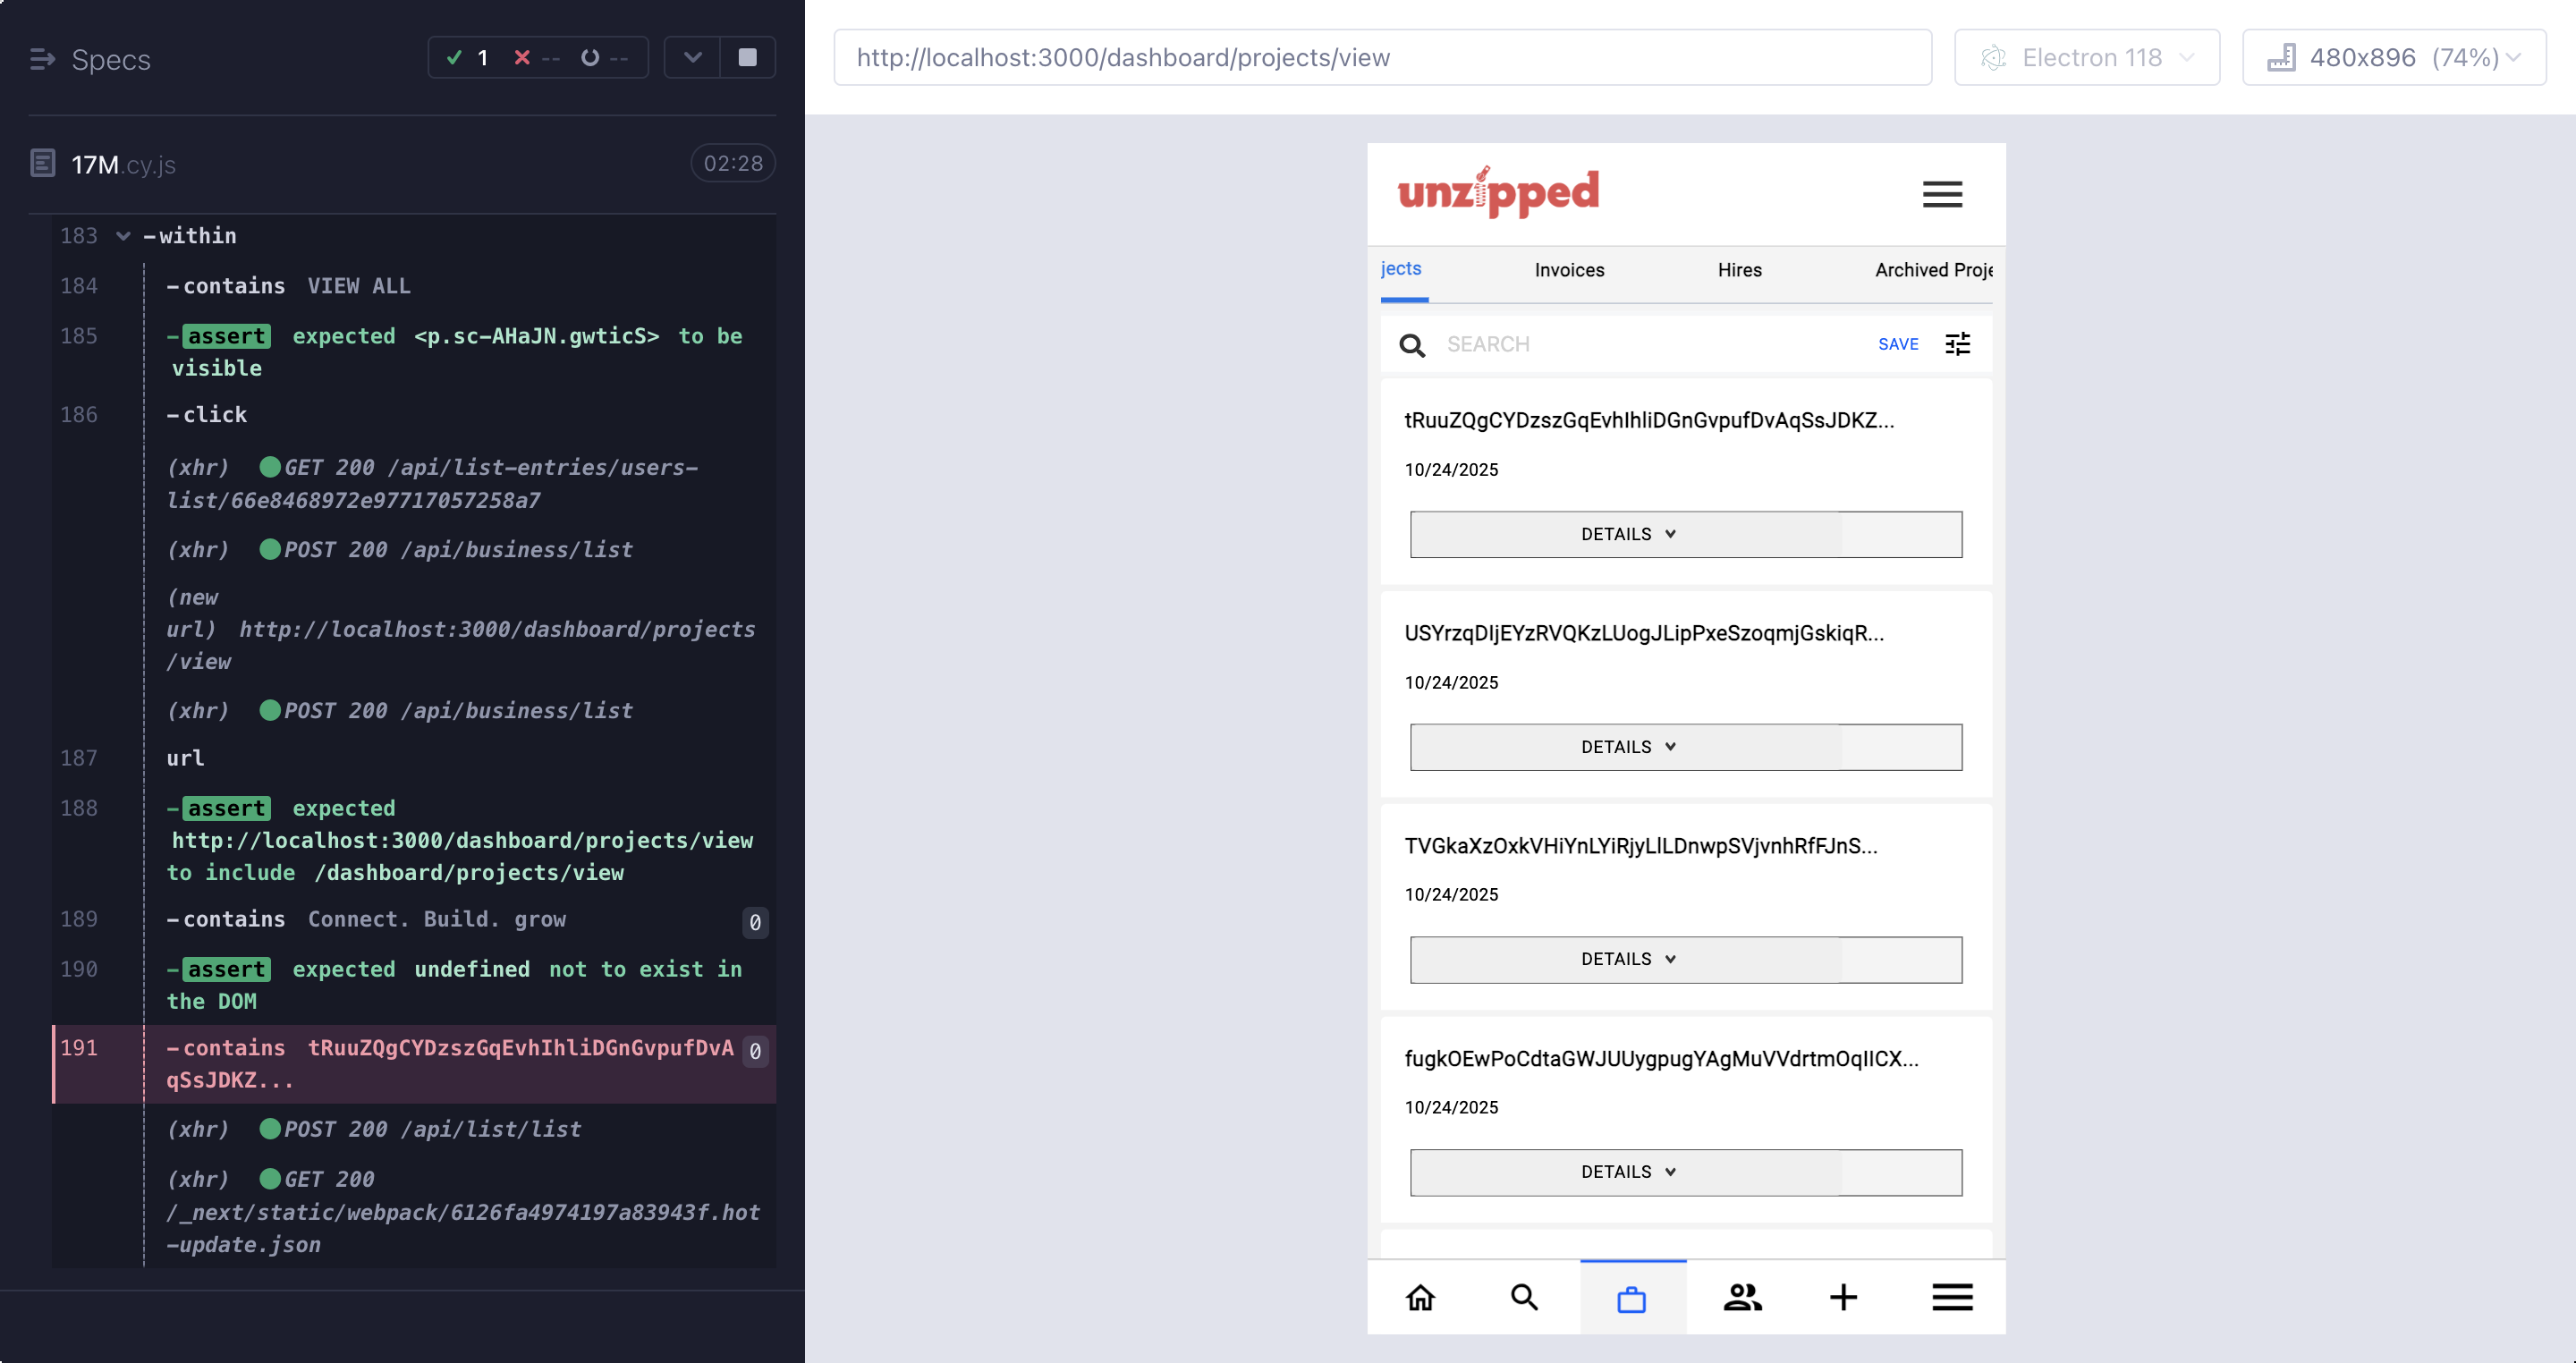 Specs
1 -- --
17M.cy.js 02:28
183 -within
184 -contains VIEW ALL
185 -assert expected <p.sc-AHaJN.gwticS> to be
visible
186 -click
(xhr) GET 200 /api/list-entries/users-
list/66e8468972e97717057258a7
(xhr) POST 200 /api/business/list
(new
url) http://localhost:3000/dashboard/projects
/view
(xhr) POST 200 /api/business/list
187 url
188 -assert expected
http://localhost:3000/dashboard/projects/view
to include /dashboard/projects/view
189 -contains Connect. Build. grow 0
190 -assert expected undefined not to exist in
the DOM
191 -contains tRuuZQgCYDzszGqEvhIhliDGnGvpufDvA 0
qSsJDKZ...
(xhr) POST 200 /api/list/list
(xhr) GET 200
/_next/static/webpack/6126fa4974197a83943f.hot
-update.json
http://localhost:3000/dashboard/projects/view
Electron 118
480x896 (74%)
unzipped
jects Invoices Hires Archived Proje
SEARCH SAVE
tRuuZQgCYDzszGqEvhIhliDGnGvpufDvAqSsJDKZ...
10/24/2025
DETAILS
USYrzqDIjEYzRVQKzLUogJLipPxeSzoqmjGskiqR...
10/24/2025
DETAILS
TVGkaXzOxkVHiYnLYiRjyLlLDnwpSVjvnhRfFJnS...
10/24/2025
DETAILS
fugkOEwPoCdtaGWJUUygpugYAgMuVVdrtmOqIICX...
10/24/2025
DETAILS